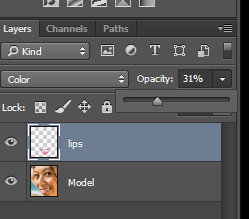 Layers Channels Paths
Kind
Color Opacity: 31%
Lock:
lips
Model